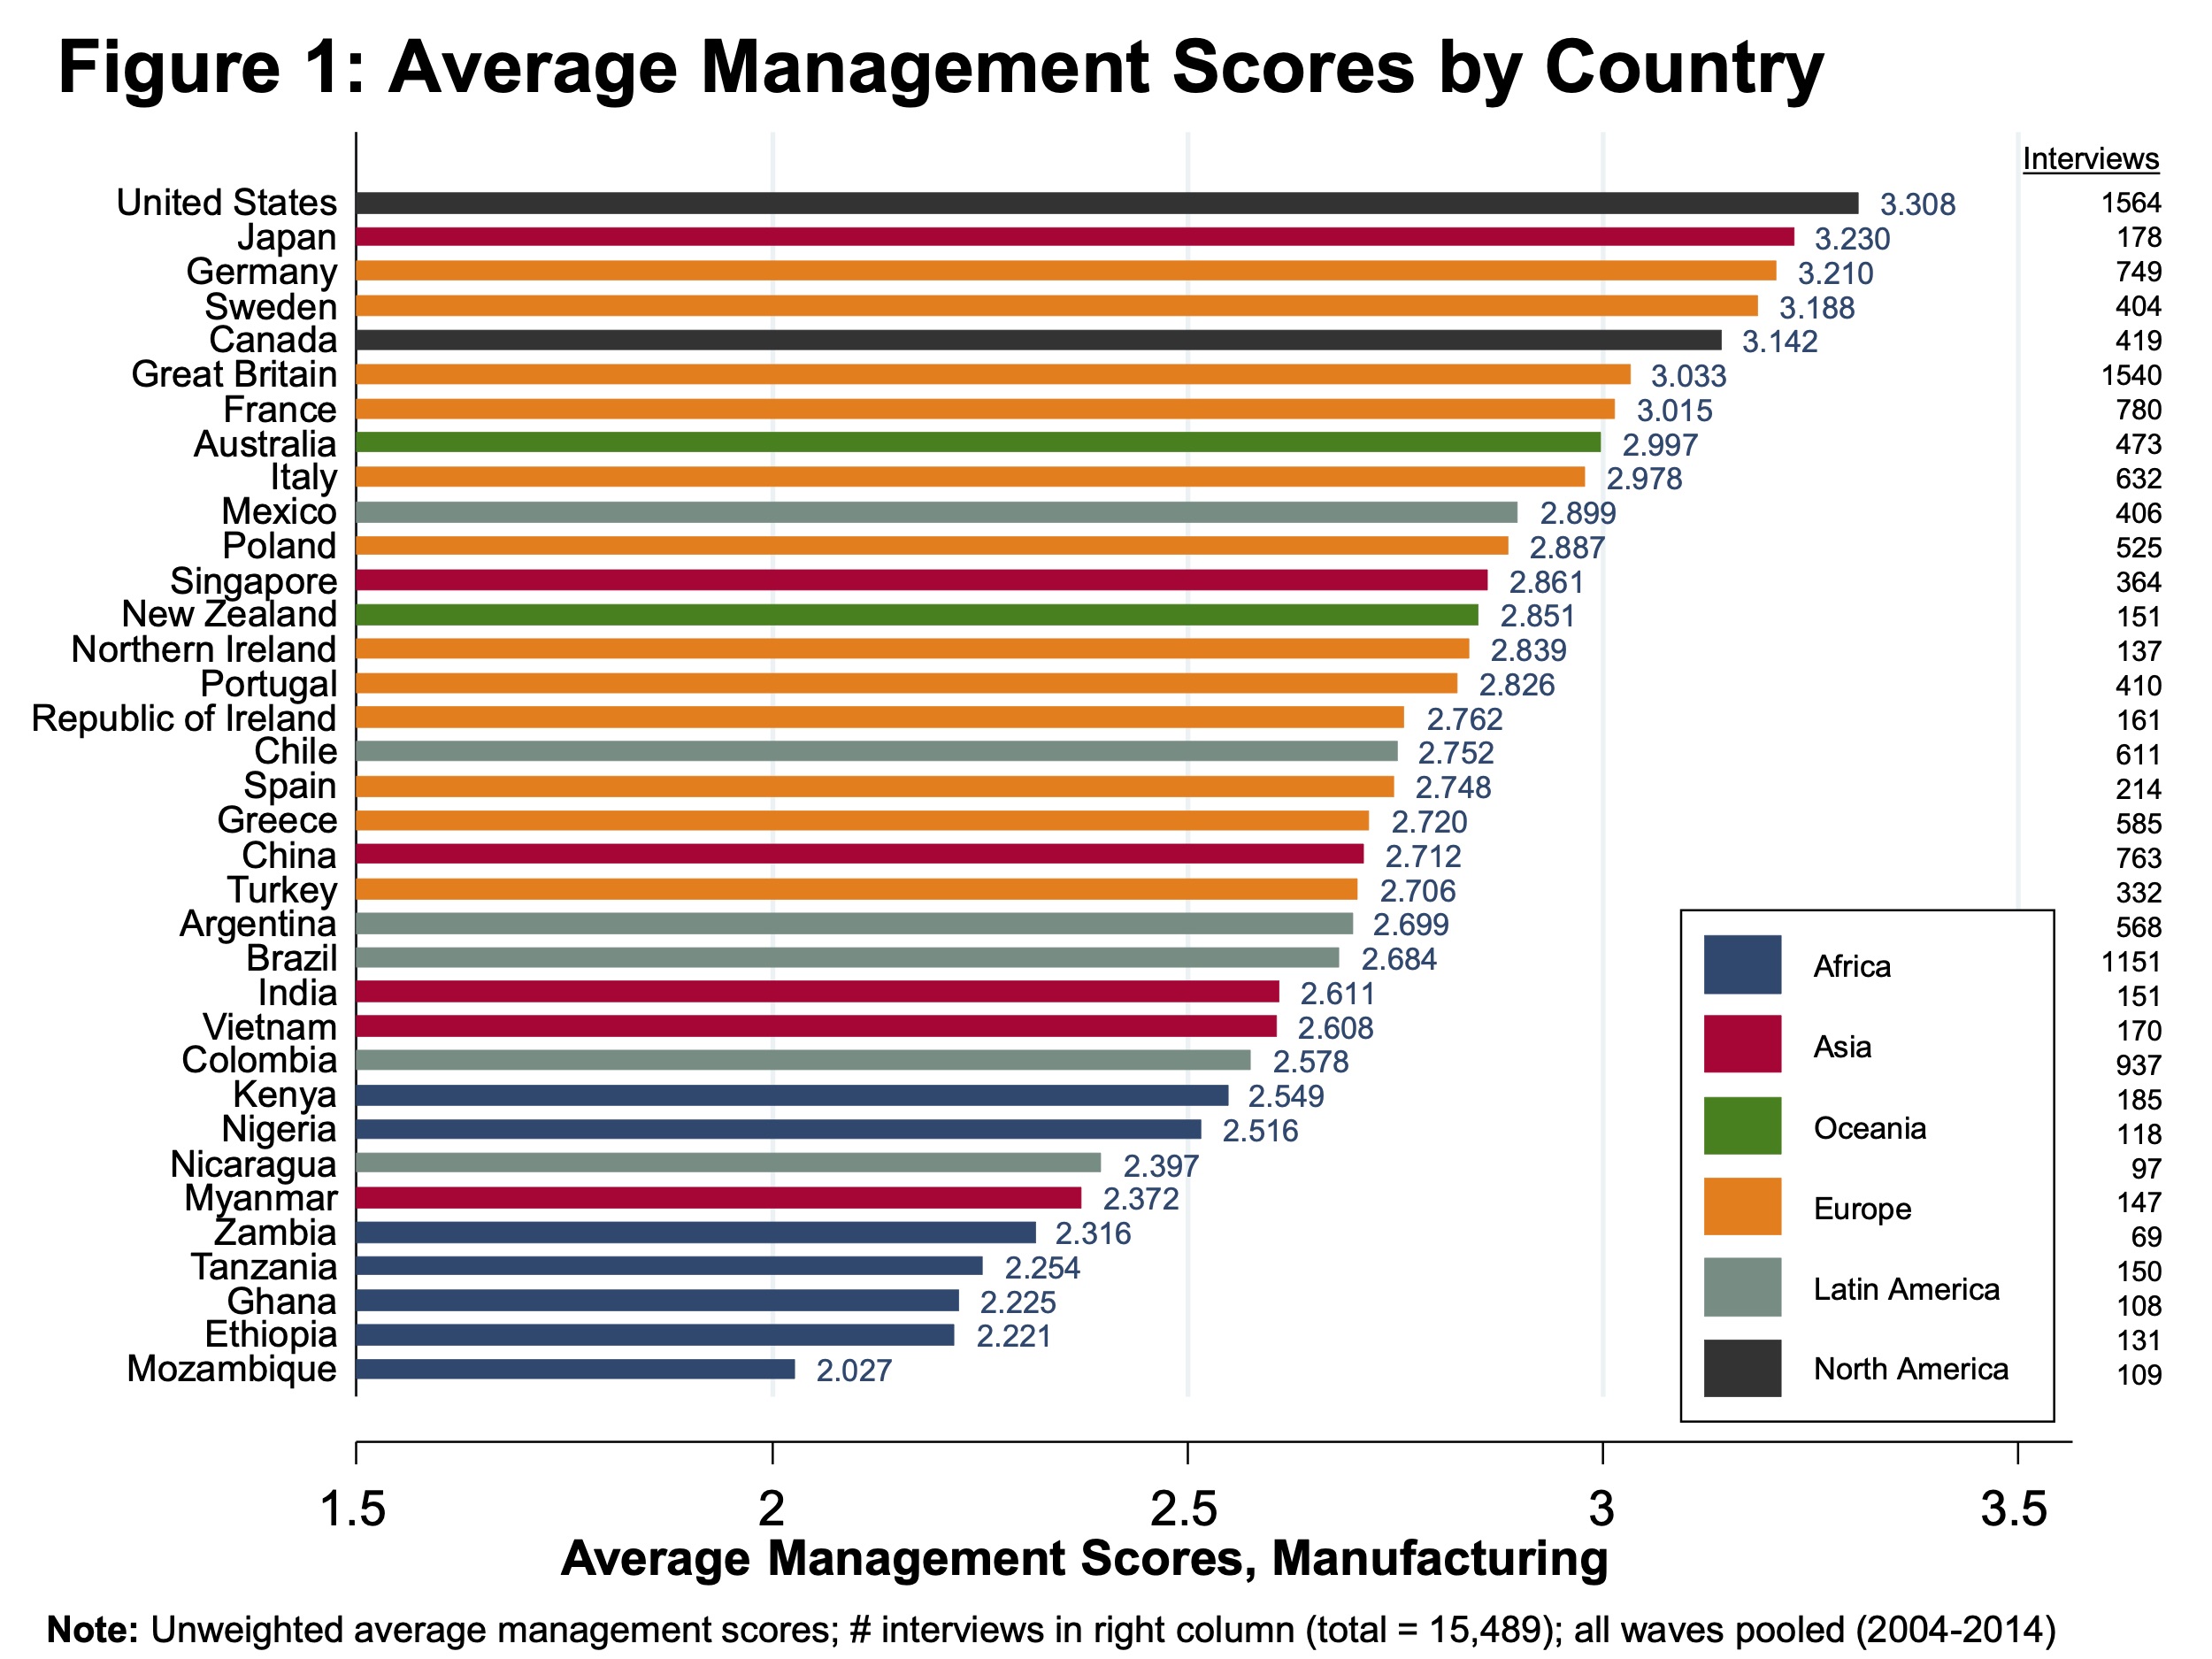 Figure 1: Average Management Scores by Country
Interviews
United States 3.308 1564
Japan 3.230 178
Germany 3.210 749
Sweden 3.188 404
Canada 3.142 419
Great Britain 3.033 1540
France 3.015 780
Australia 2.997 473
Italy 2.978 632
Mexico 2.899 406
Poland 2.887 525
Singapore 2.861 364
New Zealand 2.851 151
Northern Ireland 2.839 137
Portugal 2.826 410
Republic of Ireland 2.762 161
Chile 2.752 611
Spain 2.748 214
Greece 2.720 585
China 2.712 763
Turkey 2.706 332
Argentina 2.699 568
Brazil 2.684 1151
India 2.611 151
Vietnam 2.608 170
Colombia 2.578 937
Kenya 2.549 185
Nigeria 2.516 118
Nicaragua 2.397 97
Myanmar 2.372 147
Zambia 2.316 69
Tanzania 2.254 150
Ghana 2.225 108
Ethiopia 2.221 131
Mozambique 2.027 109
Africa
Asia
Oceania
Europe
Latin America
North America
1.5 2 2.5 3 3.5
Average Management Scores, Manufacturing
Note: Unweighted average management scores; # interviews in right column (total = 15,489); all waves pooled (2004-2014)